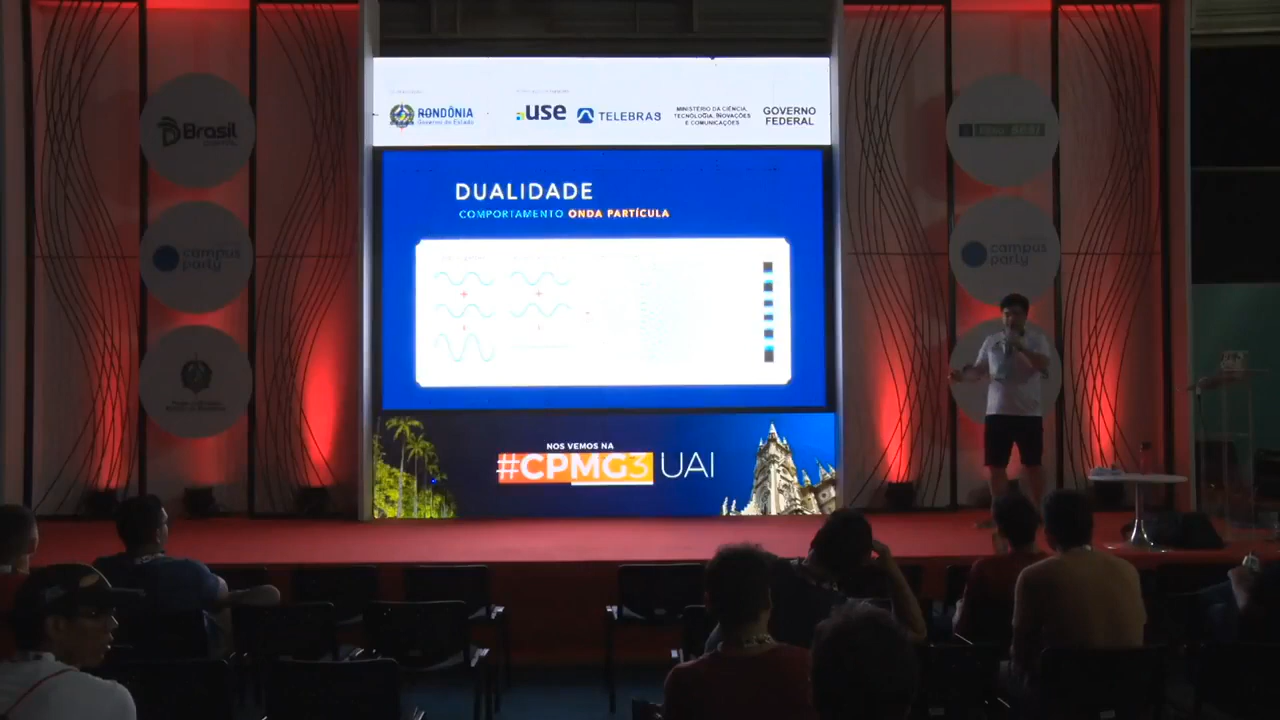 RONDÔNIA
Governo do Estado
use
TELEBRAS
MINISTÉRIO DA CIÊNCIA,
TECNOLOGIA, INOVAÇÕES
E COMUNICAÇÕES
GOVERNO
FEDERAL
Brasil
campus
party
DUALIDADE
COMPORTAMENTO ONDA PARTÍCULA
campus
party
NOS VEMOS NA
#CPMG3 UAI